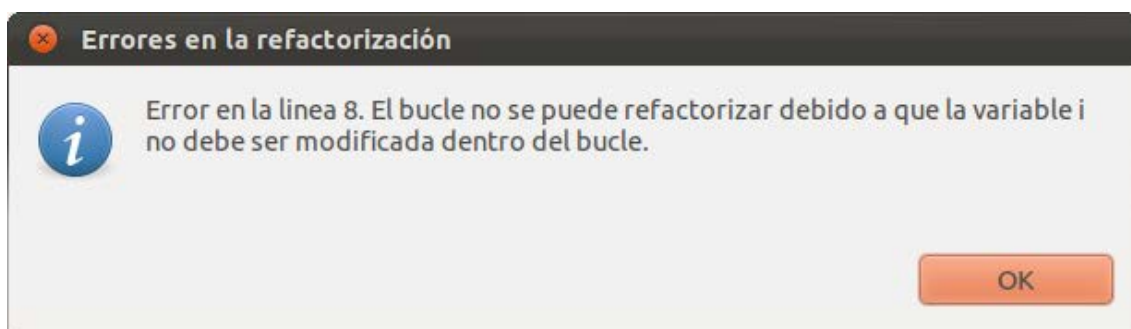 Errores en la refactorización
Error en la linea 8. El bucle no se puede refactorizar debido a que la variable i
no debe ser modificada dentro del bucle.
OK